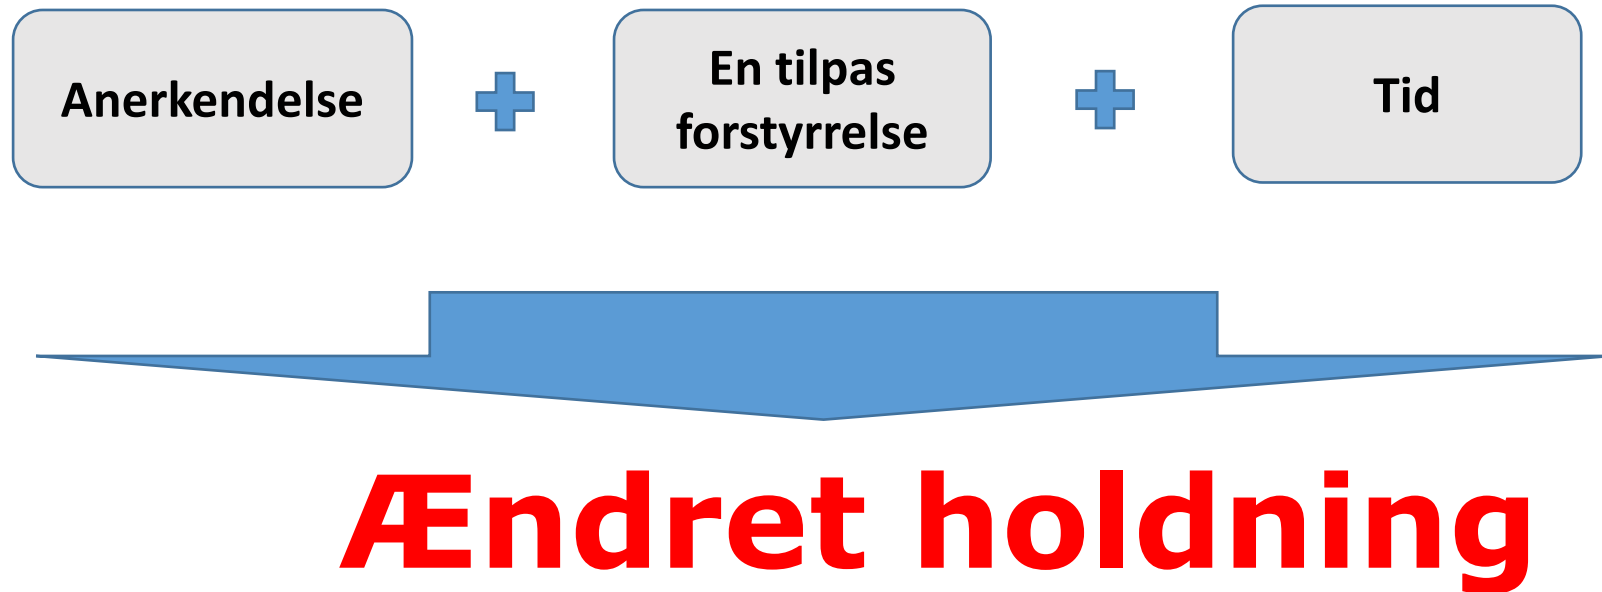 Anerkendelse
En tilpas
forstyrrelse
Tid
Ændret holdning